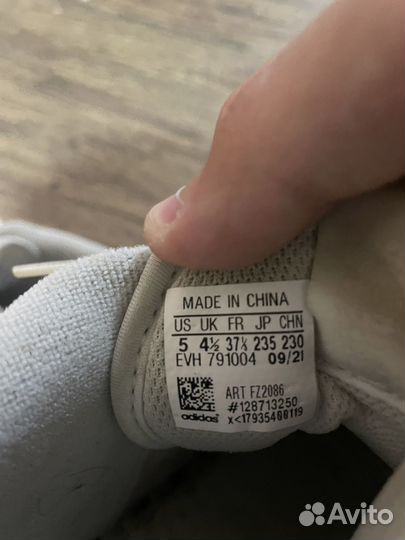 MADE IN CHINA
US UK FR JP CHN
5 4½ 37⅓ 235 230
EVH 791004 09/21
ART FZ2086
#128713250
adidas x<17935400119
Avito